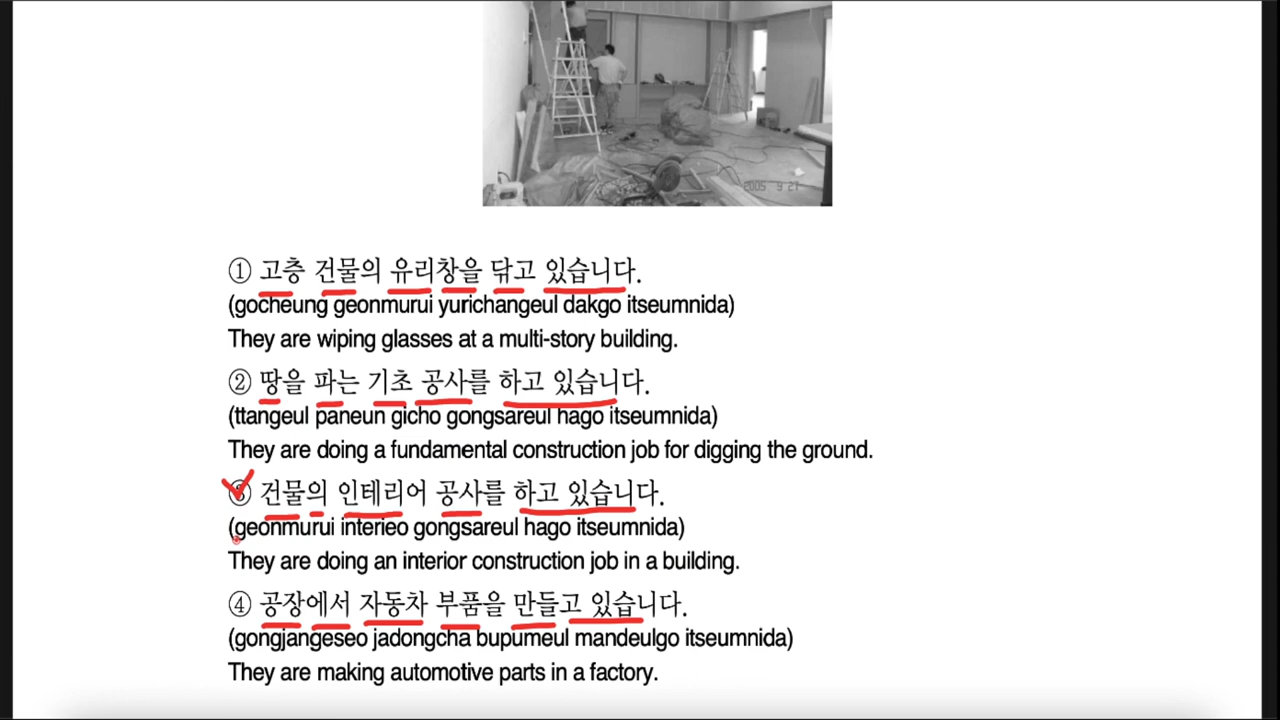 2005 9 27
① 고층 건물의 유리창을 닦고 있습니다.
(gocheung geonmurui yurichangeul dakgo itseumnida)
They are wiping glasses at a multi-story building.
② 땅을 파는 기초 공사를 하고 있습니다.
(ttangeul paneun gicho gongsareul hago itseumnida)
They are doing a fundamental construction job for digging the ground.
③ 건물의 인테리어 공사를 하고 있습니다.
(geonmurui interieo gongsareul hago itseumnida)
They are doing an interior construction job in a building.
④ 공장에서 자동차 부품을 만들고 있습니다.
(gongjangeseo jadongcha bupumeul mandeulgo itseumnida)
They are making automotive parts in a factory.